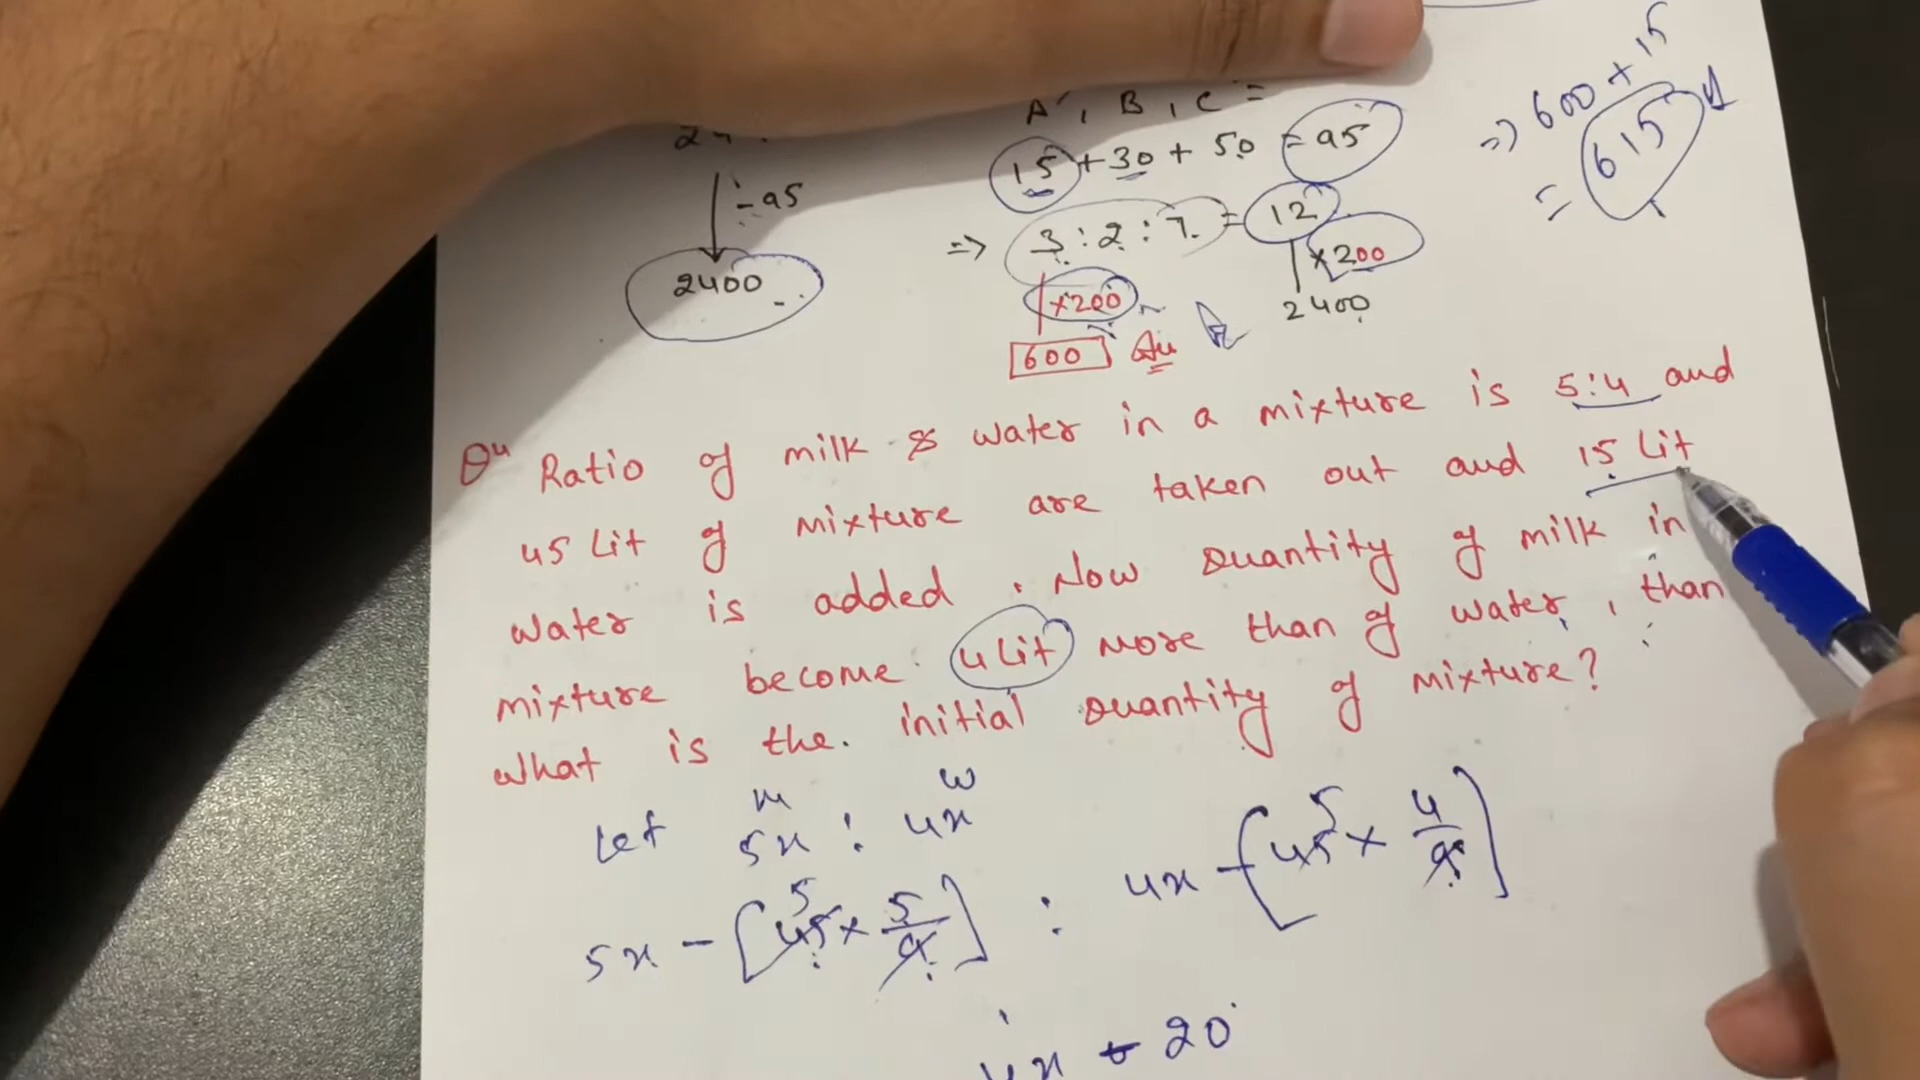 A , B , C =
15 + 30 + 50 = 95
÷ 95
2400
=> 3 : 2 : 7 = 12
×200
×200
2400
600
=> 600 + 15
= 615
Ratio of milk & water in a mixture is 5:4 and
45 Lit of mixture are taken out and 15 Lit
water is added . Now Quantity of milk in
mixture become 4 Lit more than of water , than
what is the initial Quantity of mixture?
m w
Let 5x : 4x
5x - [45 5 × 5/9] : 4x - [45 5 × 4/9]
4x - 20